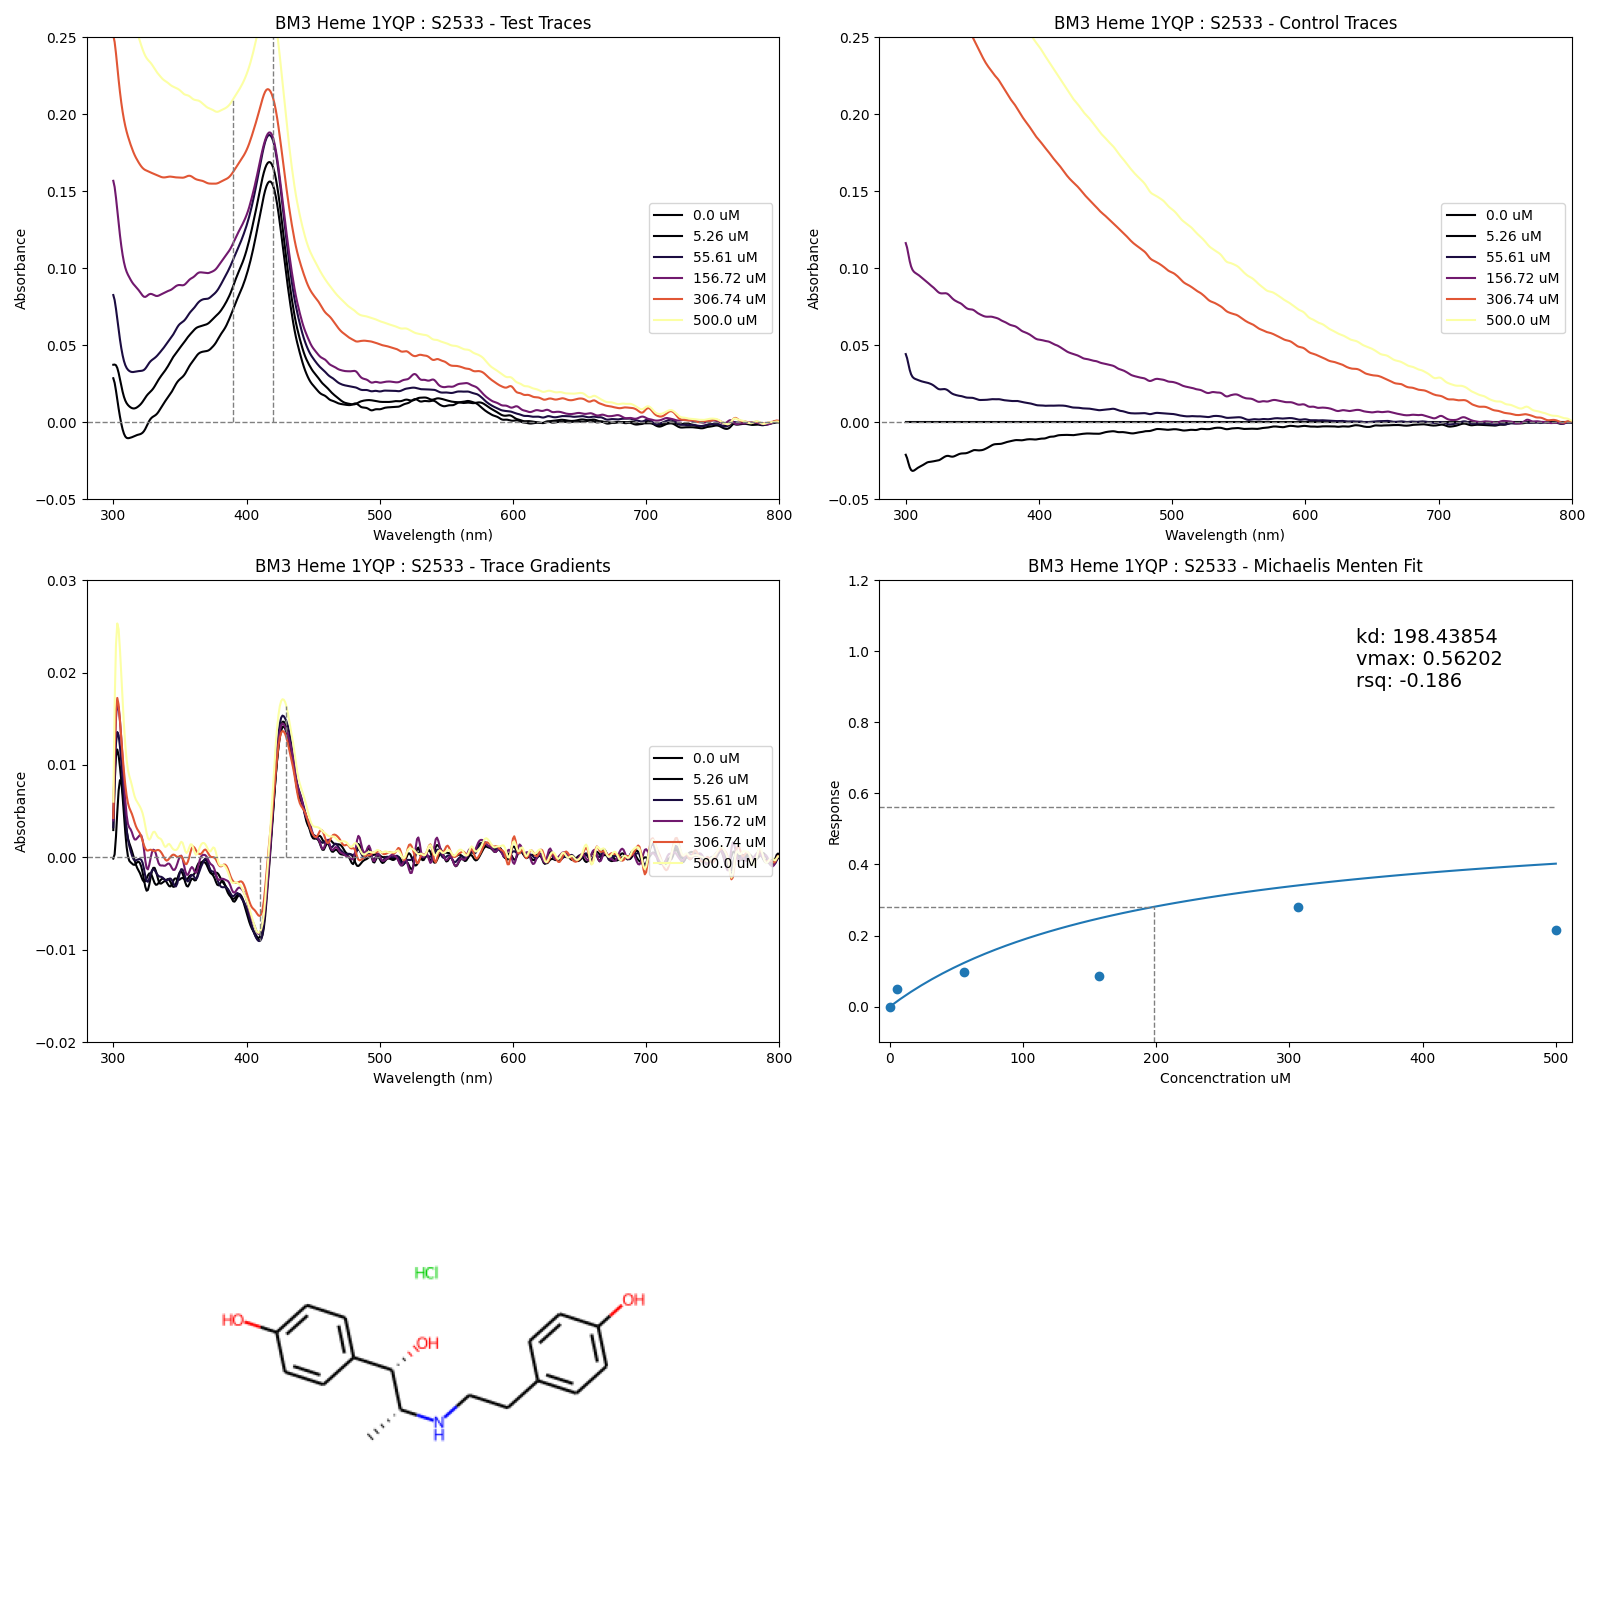 BM3 Heme 1YQP : S2533 - Test Traces
0.25
0.20
0.15
0.10
0.05
0.00
−0.05
Absorbance
300 400 500 600 700 800
Wavelength (nm)
0.0 uM
5.26 uM
55.61 uM
156.72 uM
306.74 uM
500.0 uM
BM3 Heme 1YQP : S2533 - Control Traces
0.25
0.20
0.15
0.10
0.05
0.00
−0.05
Absorbance
300 400 500 600 700 800
Wavelength (nm)
0.0 uM
5.26 uM
55.61 uM
156.72 uM
306.74 uM
500.0 uM
BM3 Heme 1YQP : S2533 - Trace Gradients
0.03
0.02
0.01
0.00
−0.01
−0.02
Absorbance
300 400 500 600 700 800
Wavelength (nm)
0.0 uM
5.26 uM
55.61 uM
156.72 uM
306.74 uM
500.0 uM
BM3 Heme 1YQP : S2533 - Michaelis Menten Fit
1.2
1.0
0.8
0.6
0.4
0.2
0.0
Response
kd: 198.43854
vmax: 0.56202
rsq: -0.186
0 100 200 300 400 500
Concenctration uM
HCl
HO
OH
OH
N
H